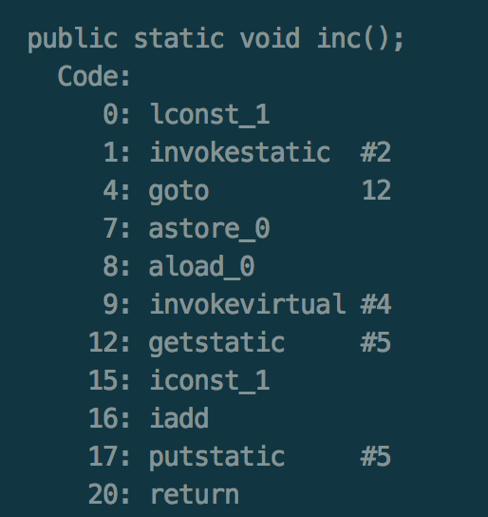 public static void inc();
Code:
0: lconst_1
1: invokestatic #2
4: goto 12
7: astore_0
8: aload_0
9: invokevirtual #4
12: getstatic #5
15: iconst_1
16: iadd
17: putstatic #5
20: return